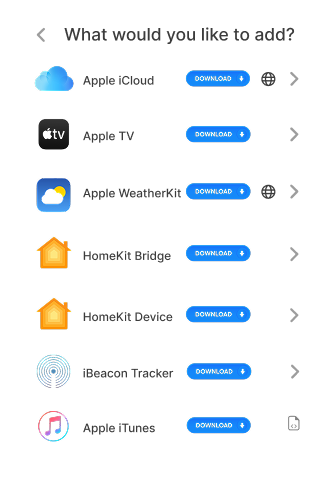 What would you like to add?
Apple iCloud DOWNLOAD
tv Apple TV DOWNLOAD
Apple WeatherKit DOWNLOAD
HomeKit Bridge DOWNLOAD
HomeKit Device DOWNLOAD
iBeacon Tracker DOWNLOAD
Apple iTunes DOWNLOAD